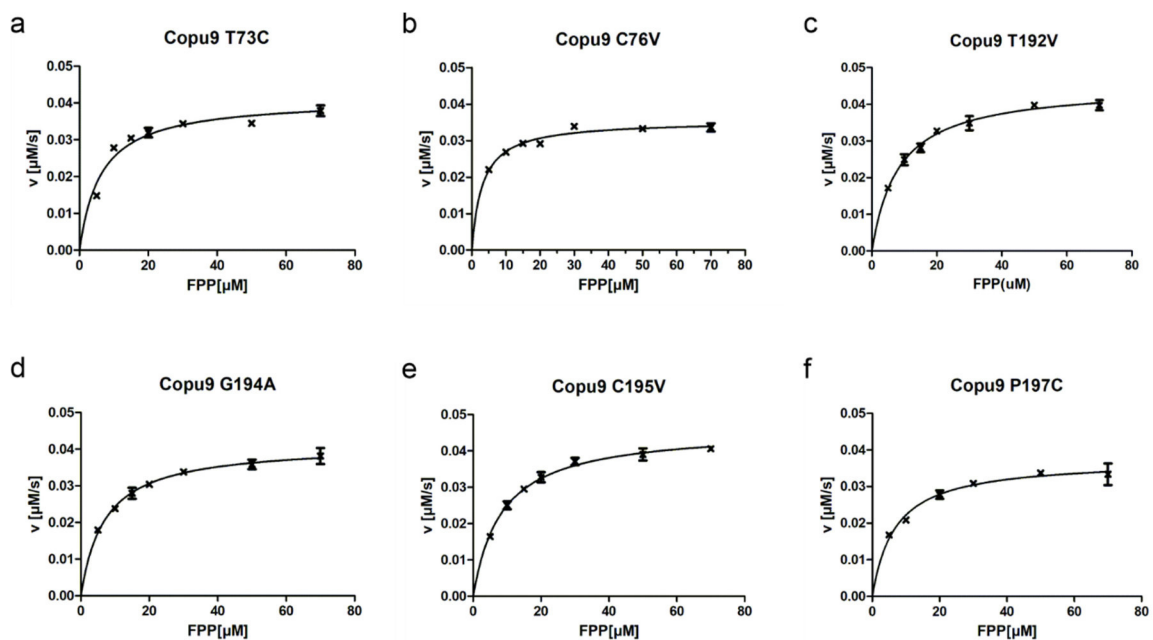 a
Copu9 T73C
v [µM/s]
0.05
0.04
0.03
0.02
0.01
0.00
0 20 40 60 80
FPP[µM]
b
Copu9 C76V
v [µM/s]
0.05
0.04
0.03
0.02
0.01
0.00
0 10 20 30 40 50 60 70 80
FPP[µM]
c
Copu9 T192V
v [µM/s]
0.05
0.04
0.03
0.02
0.01
0.00
0 20 40 60 80
FPP(uM)
d
Copu9 G194A
v [µM/s]
0.05
0.04
0.03
0.02
0.01
0.00
0 20 40 60 80
FPP[µM]
e
Copu9 C195V
v [µM/s]
0.05
0.04
0.03
0.02
0.01
0.00
0 20 40 60 80
FPP[µM]
f
Copu9 P197C
v [µM/s]
0.05
0.04
0.03
0.02
0.01
0.00
0 20 40 60 80
FPP[µM]